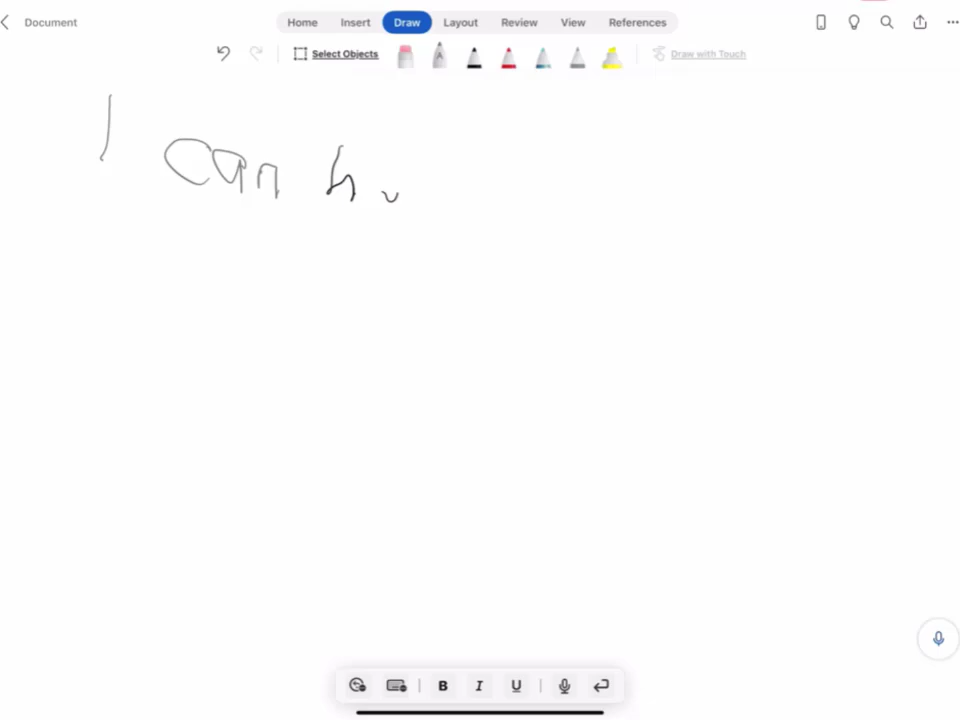 Document
Home Insert Draw Layout Review View References
Select Objects
A
Draw with Touch
I can h
B I U